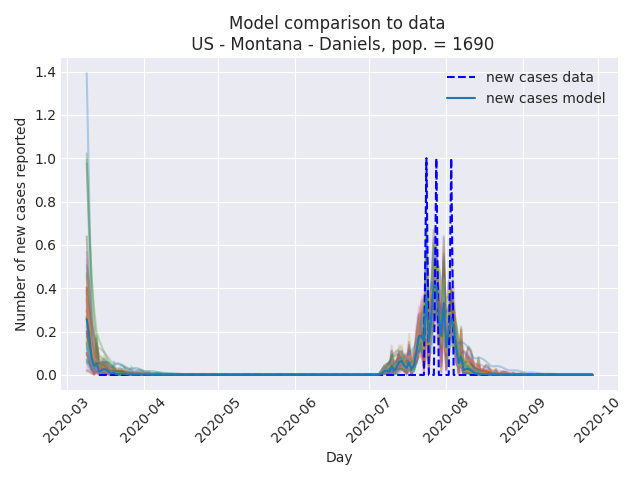 Model comparison to data
US - Montana - Daniels, pop. = 1690
new cases data
new cases model
Number of new cases reported
1.4
1.2
1.0
0.8
0.6
0.4
0.2
0.0
2020-03
2020-04
2020-05
2020-06
2020-07
2020-08
2020-09
2020-10
Day